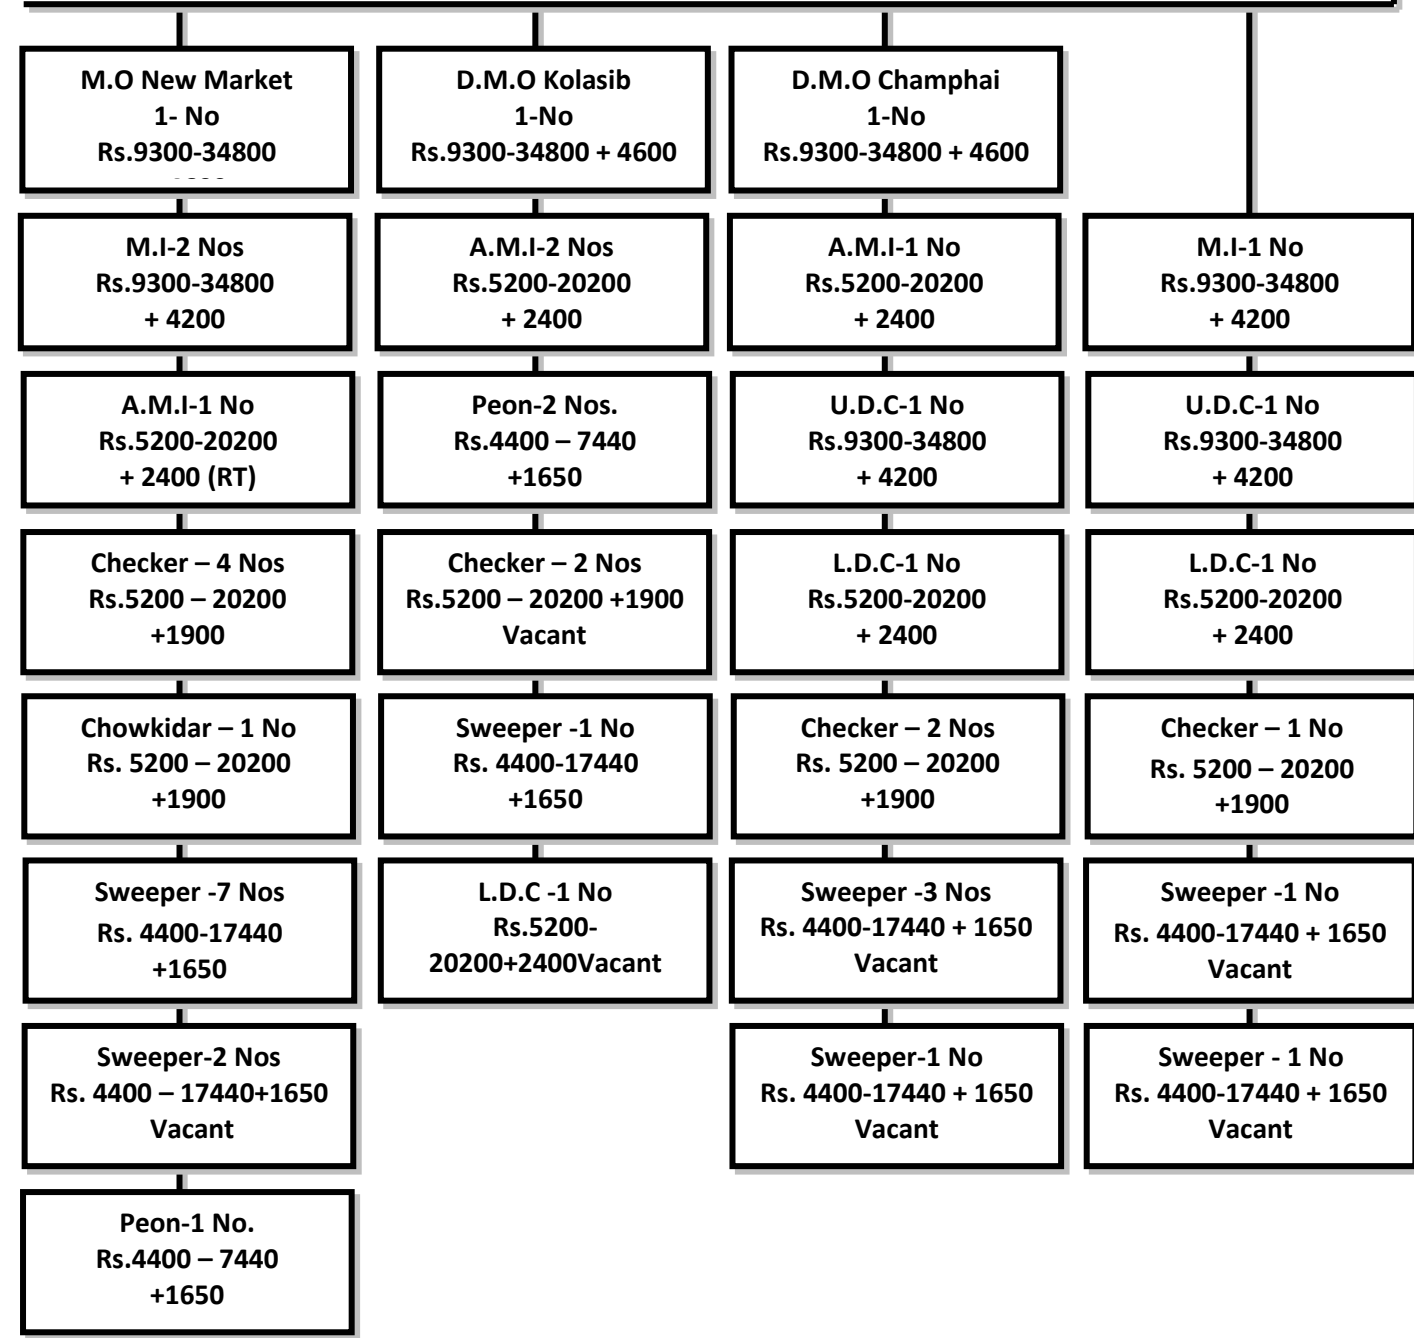 M.O New Market
1- No
Rs.9300-34800
D.M.O Kolasib
1-No
Rs.9300-34800 + 4600
D.M.O Champhai
1-No
Rs.9300-34800 + 4600
M.I-2 Nos
Rs.9300-34800
+ 4200
A.M.I-2 Nos
Rs.5200-20200
+ 2400
A.M.I-1 No
Rs.5200-20200
+ 2400
M.I-1 No
Rs.9300-34800
+ 4200
A.M.I-1 No
Rs.5200-20200
+ 2400 (RT)
Peon-2 Nos.
Rs.4400 – 7440
+1650
U.D.C-1 No
Rs.9300-34800
+ 4200
U.D.C-1 No
Rs.9300-34800
+ 4200
Checker – 4 Nos
Rs.5200 – 20200
+1900
Checker – 2 Nos
Rs.5200 – 20200 +1900
Vacant
L.D.C-1 No
Rs.5200-20200
+ 2400
L.D.C-1 No
Rs.5200-20200
+ 2400
Chowkidar – 1 No
Rs. 5200 – 20200
+1900
Sweeper -1 No
Rs. 4400-17440
+1650
Checker – 2 Nos
Rs. 5200 – 20200
+1900
Checker – 1 No
Rs. 5200 – 20200
+1900
Sweeper -7 Nos
Rs. 4400-17440
+1650
L.D.C -1 No
Rs.5200-
20200+2400Vacant
Sweeper -3 Nos
Rs. 4400-17440 + 1650
Vacant
Sweeper -1 No
Rs. 4400-17440 + 1650
Vacant
Sweeper-2 Nos
Rs. 4400 – 17440+1650
Vacant
Sweeper-1 No
Rs. 4400-17440 + 1650
Vacant
Sweeper - 1 No
Rs. 4400-17440 + 1650
Vacant
Peon-1 No.
Rs.4400 – 7440
+1650